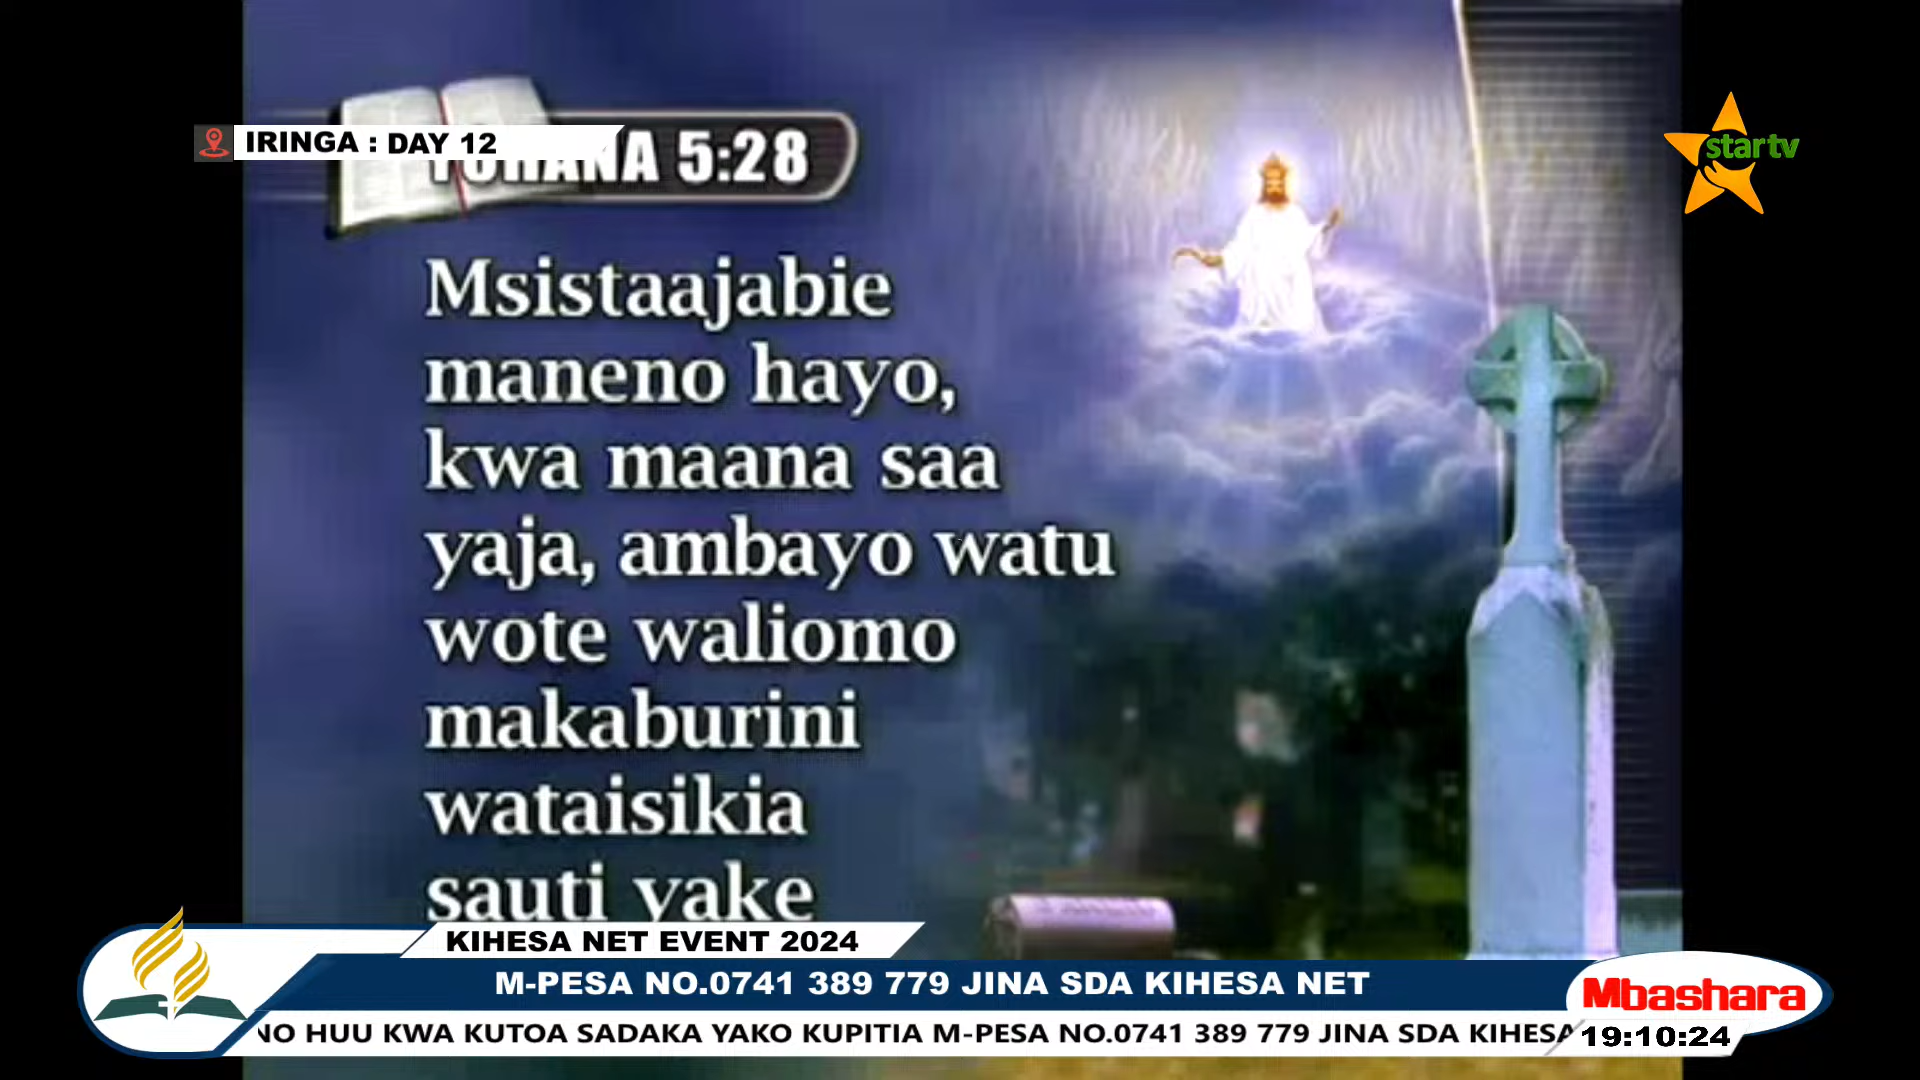 IRINGA : DAY 12
YOHANA 5:28
startv
Msistaajabie
maneno hayo,
kwa maana saa
yaja, ambayo watu
wote waliomo
makaburini
wataisikia
sauti yake
KIHESA NET EVENT 2024
M-PESA NO.0741 389 779 JINA SDA KIHESA NET
NO HUU KWA KUTOA SADAKA YAKO KUPITIA M-PESA NO.0741 389 779 JINA SDA KIHESA
Mbashara
19:10:24